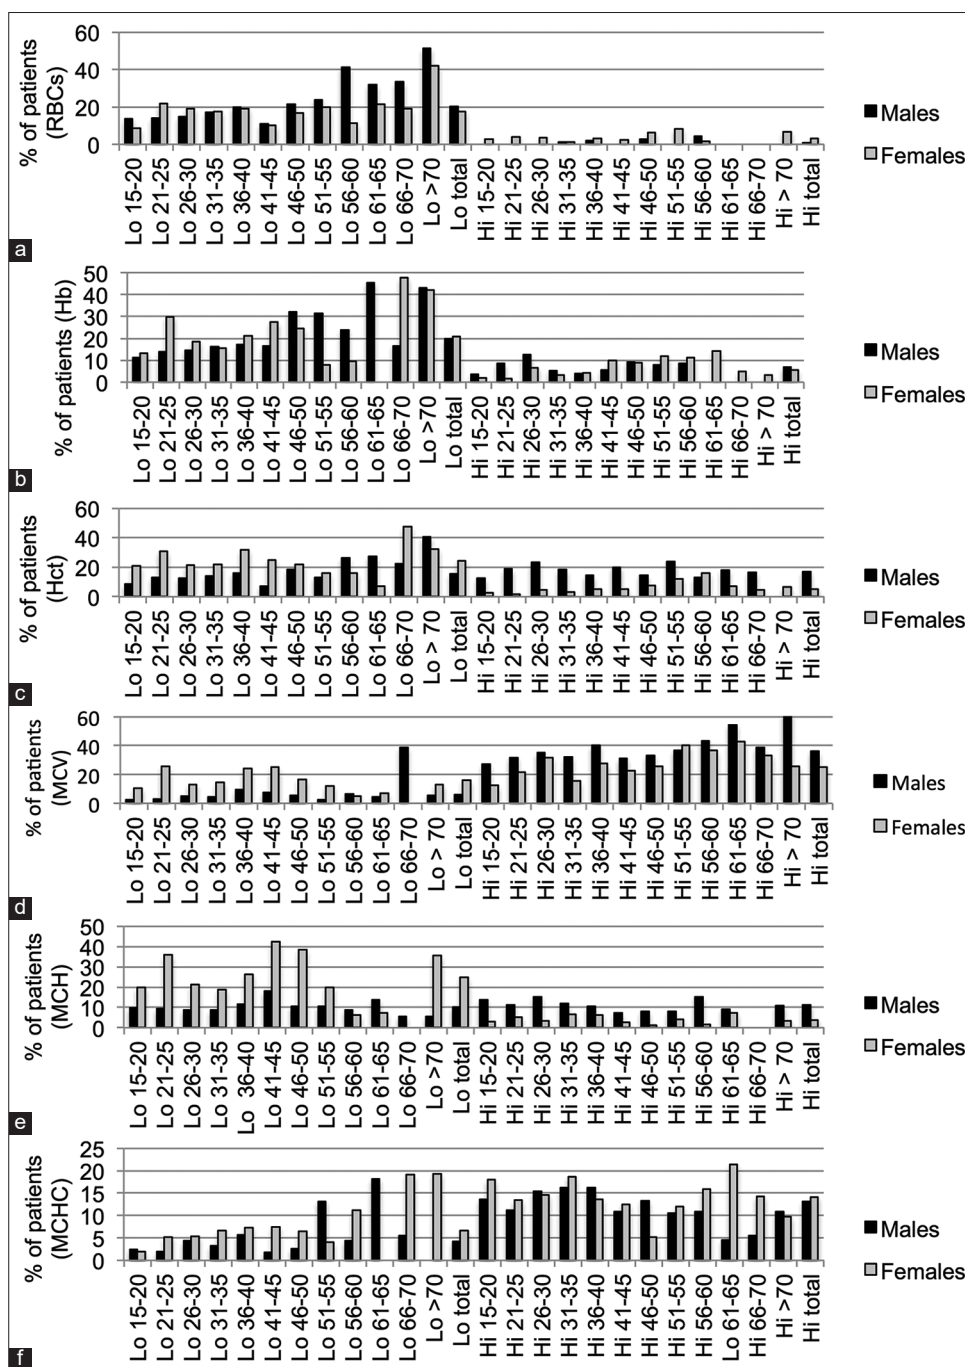 % of patients
(RBCs)
60
40
20
0
Lo 15-20
Lo 21-25
Lo 26-30
Lo 31-35
Lo 36-40
Lo 41-45
Lo 46-50
Lo 51-55
Lo 56-60
Lo 61-65
Lo 66-70
Lo >70
Lo total
Hi 15-20
Hi 21-25
Hi 26-30
Hi 31-35
Hi 36-40
Hi 41-45
Hi 46-50
Hi 51-55
Hi 56-60
Hi 61-65
Hi 66-70
Hi > 70
Hi total
Males
Females
a
% of patients (Hb)
50
40
30
20
10
0
Lo 15-20
Lo 21-25
Lo 26-30
Lo 31-35
Lo 36-40
Lo 41-45
Lo 46-50
Lo 51-55
Lo 56-60
Lo 61-65
Lo 66-70
Lo >70
Lo total
Hi 15-20
Hi 21-25
Hi 26-30
Hi 31-35
Hi 36-40
Hi 41-45
Hi 46-50
Hi 51-55
Hi 56-60
Hi 61-65
Hi 66-70
Hi > 70
Hi total
Males
Females
b
% of patients
(Hct)
60
40
20
0
Lo 15-20
Lo 21-25
Lo 26-30
Lo 31-35
Lo 36-40
Lo 41-45
Lo 46-50
Lo 51-55
Lo 56-60
Lo 61-65
Lo 66-70
Lo > 70
Lo total
Hi 15-20
Hi 21-25
Hi 26-30
Hi 31-35
Hi 36-40
Hi 41-45
Hi 46-50
Hi 51-55
Hi 56-60
Hi 61-65
Hi 66-70
Hi > 70
Hi total
Males
Females
c
% of patients
(MCV)
60
40
20
0
Lo 15-20
Lo 21-25
Lo 26-30
Lo 31-35
Lo 36-40
Lo 41-45
Lo 46-50
Lo 51-55
Lo 56-60
Lo 61-65
Lo 66-70
Lo > 70
Lo total
Hi 15-20
Hi 21-25
Hi 26-30
Hi 31-35
Hi 36-40
Hi 41-45
Hi 46-50
Hi 51-55
Hi 56-60
Hi 61-65
Hi 66-70
Hi > 70
Hi total
Males
Females
d
% of patients
(MCH)
50
40
30
20
10
0
Lo 15-20
Lo 21-25
Lo 26-30
Lo 31-35
Lo 36-40
Lo 41-45
Lo 46-50
Lo 51-55
Lo 56-60
Lo 61-65
Lo 66-70
Lo >70
Lo total
Hi 15-20
Hi 21-25
Hi 26-30
Hi 31-35
Hi 36-40
Hi 41-45
Hi 46-50
Hi 51-55
Hi 56-60
Hi 61-65
Hi 66-70
Hi > 70
Hi total
Males
Females
e
% of patients
(MCHC)
25
20
15
10
5
0
Lo 15-20
Lo 21-25
Lo 26-30
Lo 31-35
Lo 36-40
Lo 41-45
Lo 46-50
Lo 51-55
Lo 56-60
Lo 61-65
Lo 66-70
Lo >70
Lo total
Hi 15-20
Hi 21-25
Hi 26-30
Hi 31-35
Hi 36-40
Hi 41-45
Hi 46-50
Hi 51-55
Hi 56-60
Lo 61-65
Hi 66-70
Hi >70
Hi total
Males
Females
f